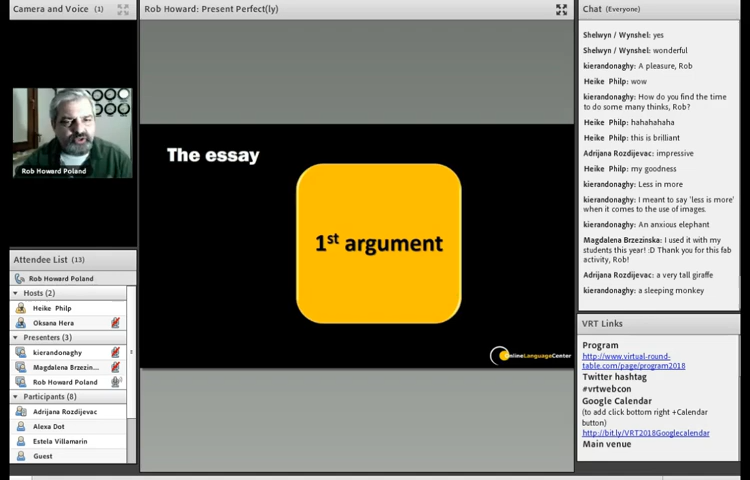 Camera and Voice (1)
Rob Howard Poland
Attendee List (13)
Rob Howard Poland
Hosts (2)
Heike Philp
Oksana Hera
Presenters (3)
kierandonaghy
Magdalena Brzezin...
Rob Howard Poland
Participants (8)
Adrijana Rozdijevac
Alexa Dot
Estela Villamarin
Guest
Rob Howard: Present Perfect(ly)
The essay
1st argument
OnlineLanguageCenter
Chat (Everyone)
Shelwyn / Wynshel: yes
Shelwyn / Wynshel: wonderful
kierandonaghy: A pleasure, Rob
Heike Philp: wow
kierandonaghy: How do you find the time
to do some many thinks, Rob?
Heike Philp: hahahahaha
Heike Philp: this is brilliant
Adrijana Rozdijevac: impressive
Heike Philp: my goodness
kierandonaghy: Less in more
kierandonaghy: I meant to say 'less is more'
when it comes to the use of images.
kierandonaghy: An anxious elephant
Magdalena Brzezinska: I used it with my
students this year! :D Thank you for this fab
activity, Rob!
Adrijana Rozdijevac: a very tall giraffe
kierandonaghy: a sleeping monkey
VRT Links
Program
http://www.virtual-round-
table.com/page/program2018
Twitter hashtag
#vrtwebcon
Google Calendar
(to add click bottom right +Calendar
button)
http://bit.ly/VRT2018Googlecalendar
Main venue